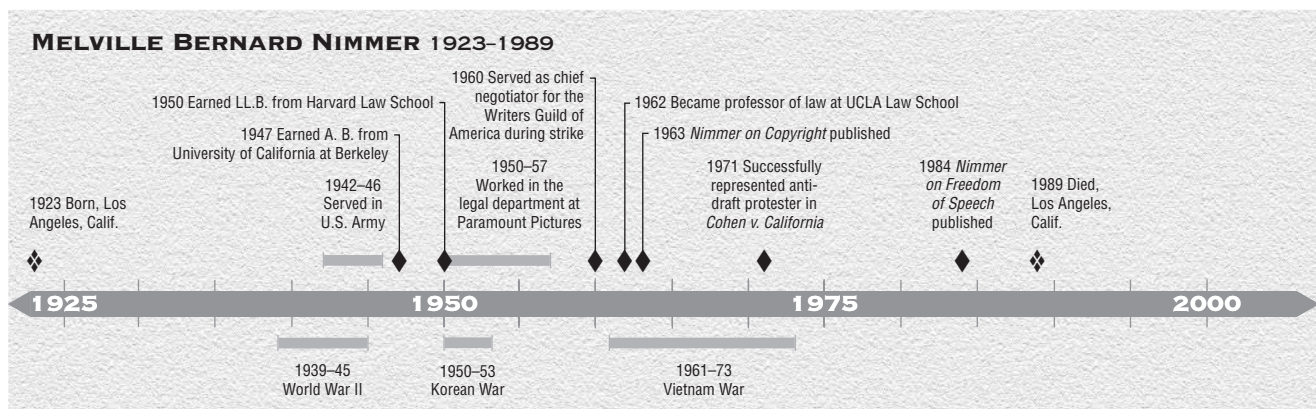 MELVILLE BERNARD NIMMER 1923–1989
1960 Served as chief
negotiator for the
Writers Guild of
America during strike
1950 Earned LL.B. from Harvard Law School
1962 Became professor of law at UCLA Law School
1947 Earned A. B. from
University of California at Berkeley
1963 Nimmer on Copyright published
1923 Born, Los
Angeles, Calif.
1942–46
Served in
U.S. Army
1950–57
Worked in the
legal department at
Paramount Pictures
1971 Successfully
represented anti-
draft protester in
Cohen v. California
1984 Nimmer
on Freedom
of Speech
published
1989 Died,
Los Angeles,
Calif.
1925
1950
1975
2000
1939–45
World War II
1950–53
Korean War
1961–73
Vietnam War